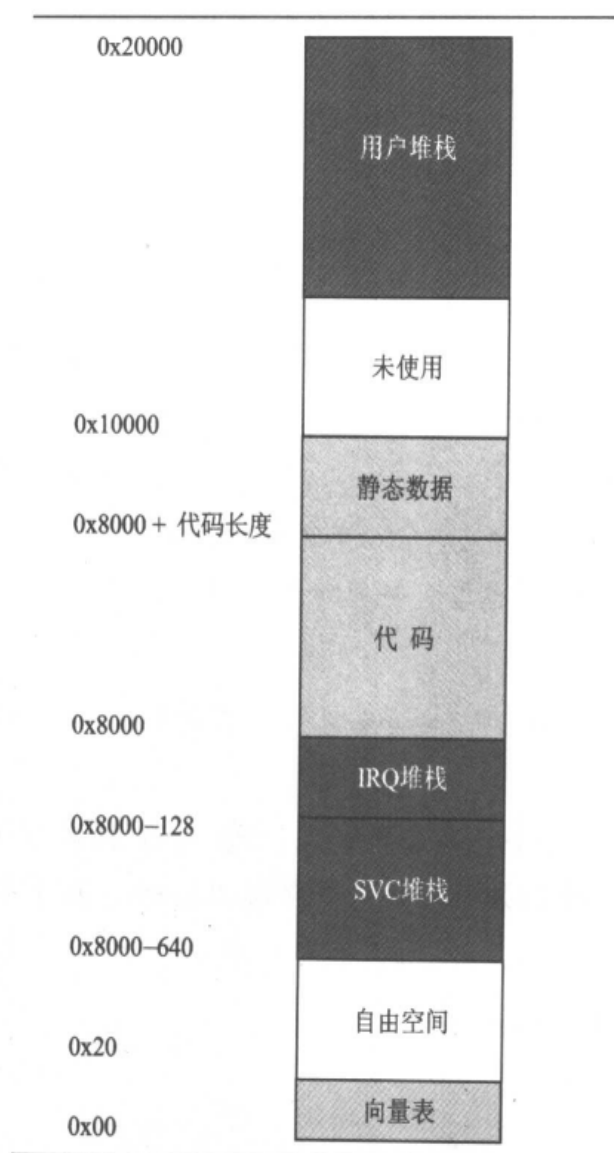 0x20000
用户堆栈
未使用
0x10000
静态数据
0x8000 + 代码长度
代 码
0x8000
IRQ堆栈
0x8000–128
SVC堆栈
0x8000–640
自由空间
0x20
向量表
0x00